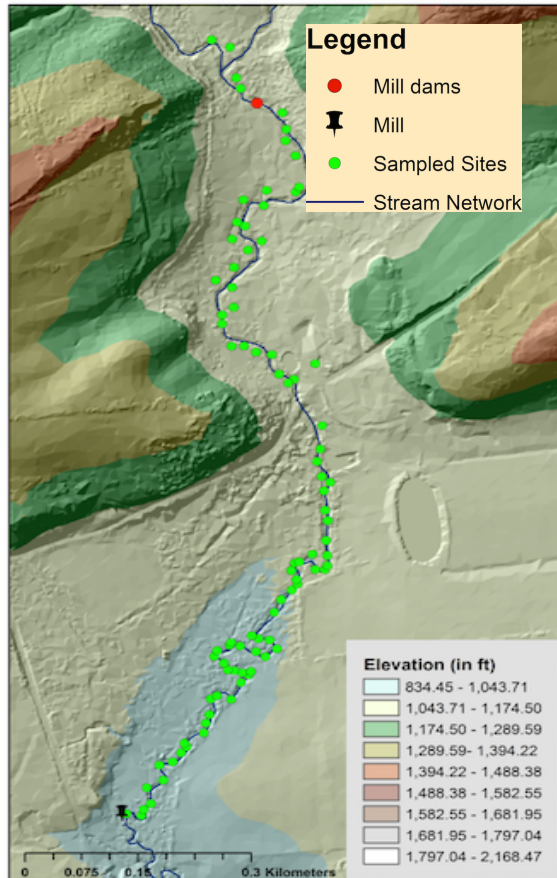 Legend
Mill dams
Mill
Sampled Sites
Stream Network
Elevation (in ft)
834.45 - 1,043.71
1,043.71 - 1,174.50
1,174.50 - 1,289.59
1,289.59- 1,394.22
1,394.22 - 1,488.38
1,488.38 - 1,582.55
1,582.55 - 1,681.95
1,681.95 - 1,797.04
1,797.04 - 2,168.47
0 0.075 0.15 0.3 Kilometers